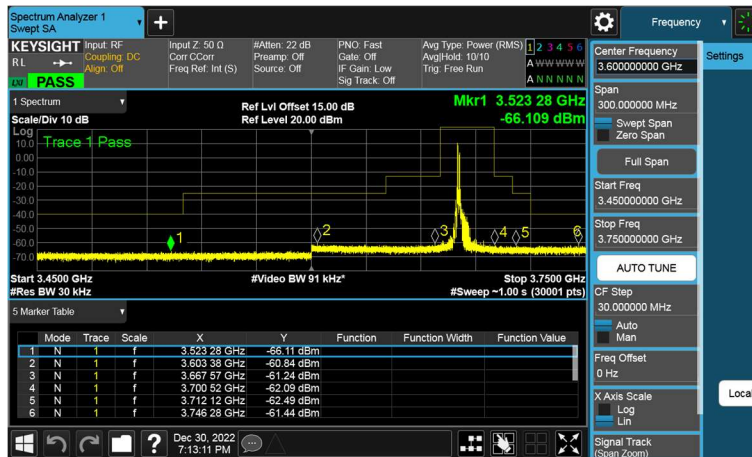 Spectrum Analyzer 1
Swept SA
Frequency
KEYSIGHT
RL
LXI
PASS
Input: RF
Coupling: DC
Align: Off
Input Z: 50 Ω
Corr CCorr
Freq Ref: Int (S)
#Atten: 22 dB
Preamp: Off
Source: Off
PNO: Fast
Gate: Off
IF Gain: Low
Sig Track: Off
Avg Type: Power (RMS)
Avg|Hold: 10/10
Trig: Free Run
1 2 3 4 5 6
A W W W W W
A N N N N N
1 Spectrum
Scale/Div 10 dB
Ref Lvl Offset 15.00 dB
Ref Level 20.00 dBm
Mkr1 3.523 28 GHz
-66.109 dBm
Log
Trace 1 Pass
10.0
0.00
-10.0
-20.0
-30.0
-40.0
-50.0
-60.0
-70.0
1
2
3
4
5
6
Start 3.4500 GHz
#Res BW 30 kHz
#Video BW 91 kHz*
Stop 3.7500 GHz
#Sweep ~1.00 s (30001 pts)
5 Marker Table
Mode Trace Scale X Y Function Function Width Function Value
1 N 1 f 3.523 28 GHz -66.11 dBm
2 N 1 f 3.603 38 GHz -60.84 dBm
3 N 1 f 3.667 57 GHz -61.24 dBm
4 N 1 f 3.700 52 GHz -62.09 dBm
5 N 1 f 3.712 12 GHz -62.49 dBm
6 N 1 f 3.746 28 GHz -61.44 dBm
Dec 30, 2022
7:13:11 PM
Center Frequency
3.600000000 GHz
Settings
Span
300.000000 MHz
Swept Span
Zero Span
Full Span
Start Freq
3.450000000 GHz
Stop Freq
3.750000000 GHz
AUTO TUNE
CF Step
30.000000 MHz
Auto
Man
Freq Offset
0 Hz
X Axis Scale
Log
Lin
Local
Signal Track
(Span Zoom)